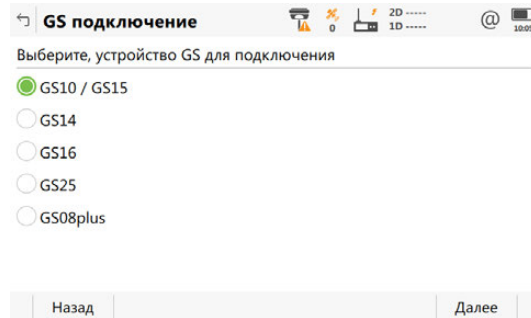 GS подключение
0
2D -----
1D -----
@
Выберите, устройство GS для подключения
GS10 / GS15
GS14
GS16
GS25
GS08plus
Назад
Далее